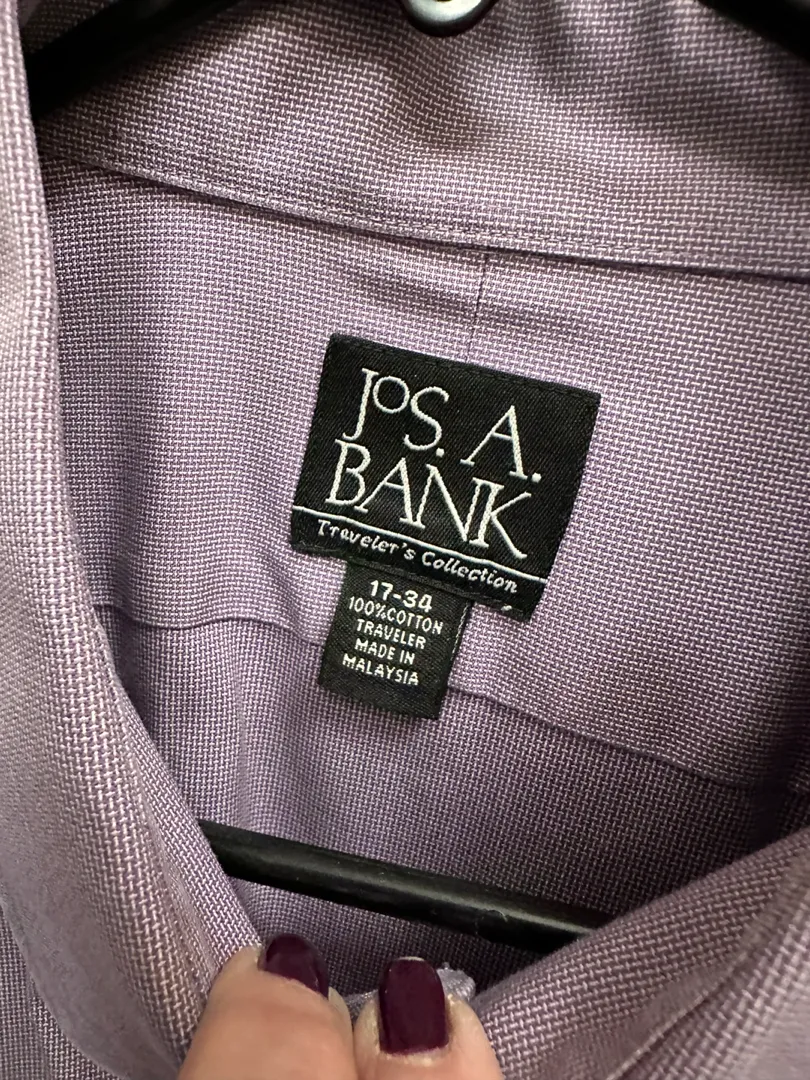 JOS. A.
BANK
Traveler's Collection
17-34
100%COTTON
TRAVELER
MADE IN
MALAYSIA